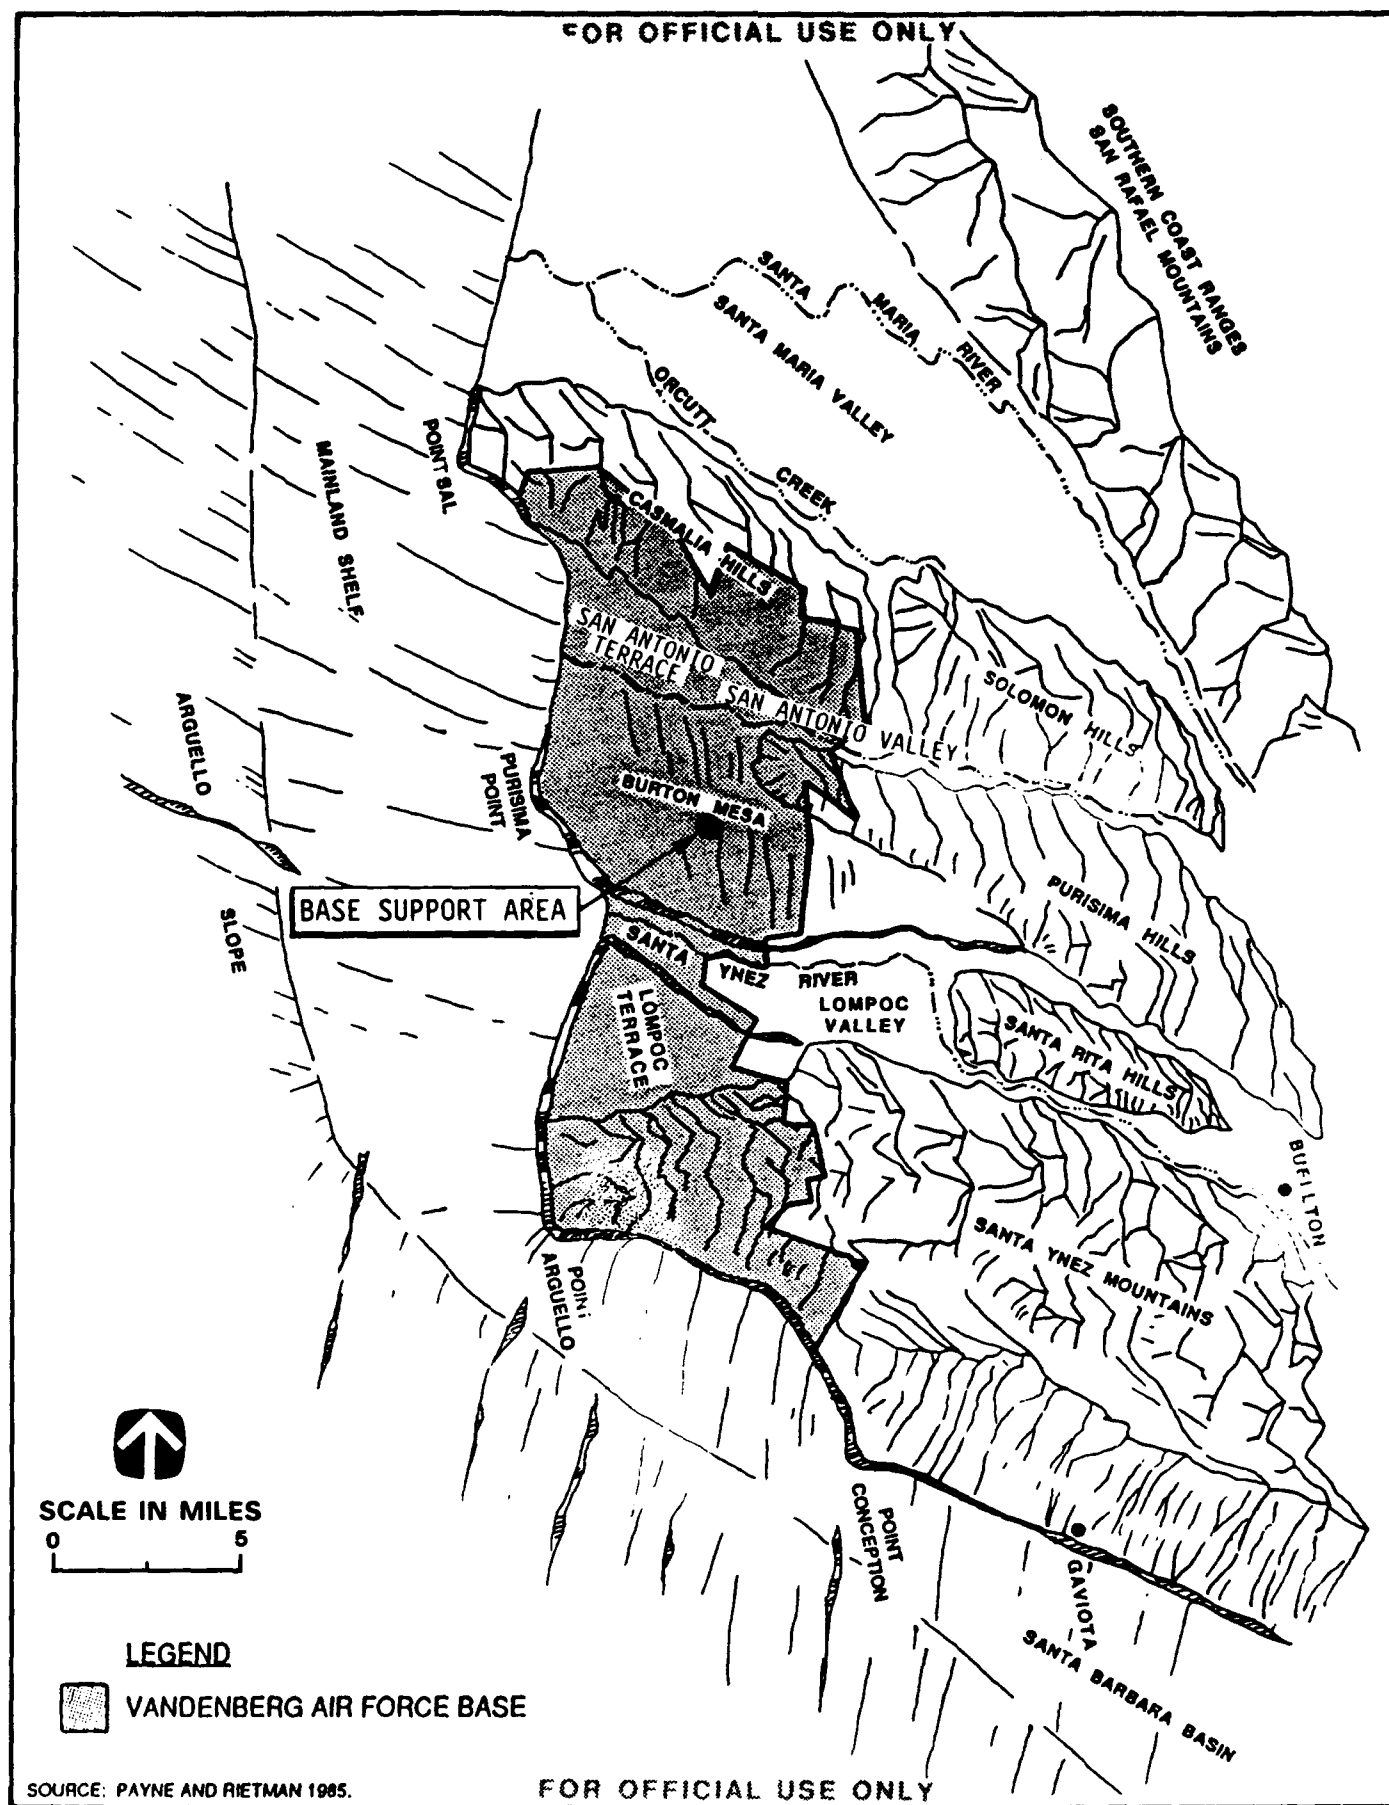 FOR OFFICIAL USE ONLY
SOUTHERN COAST RANGES
SAN RAFAEL MOUNTAINS
SANTA
MARIA
RIVER
SANTA MARIA VALLEY
ORCUTT
CREEK
POINT SAL
MAINLAND SHELF
CASMALIA HILLS
SAN ANTONIO
TERRACE
SAN ANTONIO VALLEY
SOLOMON HILLS
ARGUELLO
SLOPE
PURISIMA
POINT
BURTON MESA
BASE SUPPORT AREA
PURISIMA HILLS
SANTA
YNEZ
RIVER
LOMPOC
VALLEY
LOMPOC
TERRACE
SANTA RITA HILLS
BUELLTON
SANTA YNEZ MOUNTAINS
POINT
ARGUELLO
POINT
CONCEPTION
GAVIOTA
SANTA BARBARA BASIN
SCALE IN MILES
0 5
LEGEND
VANDENBERG AIR FORCE BASE
SOURCE: PAYNE AND RIETMAN 1985.
FOR OFFICIAL USE ONLY